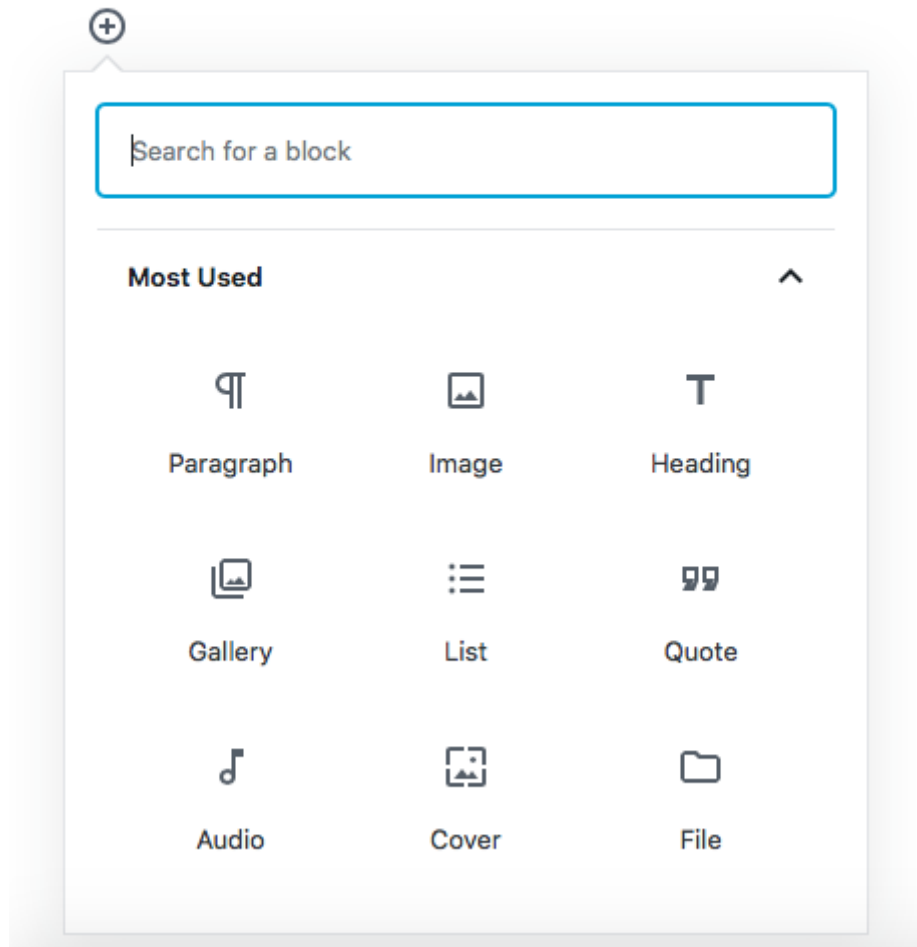 Search for a block
Most Used
Paragraph Image Heading
Gallery List Quote
Audio Cover File